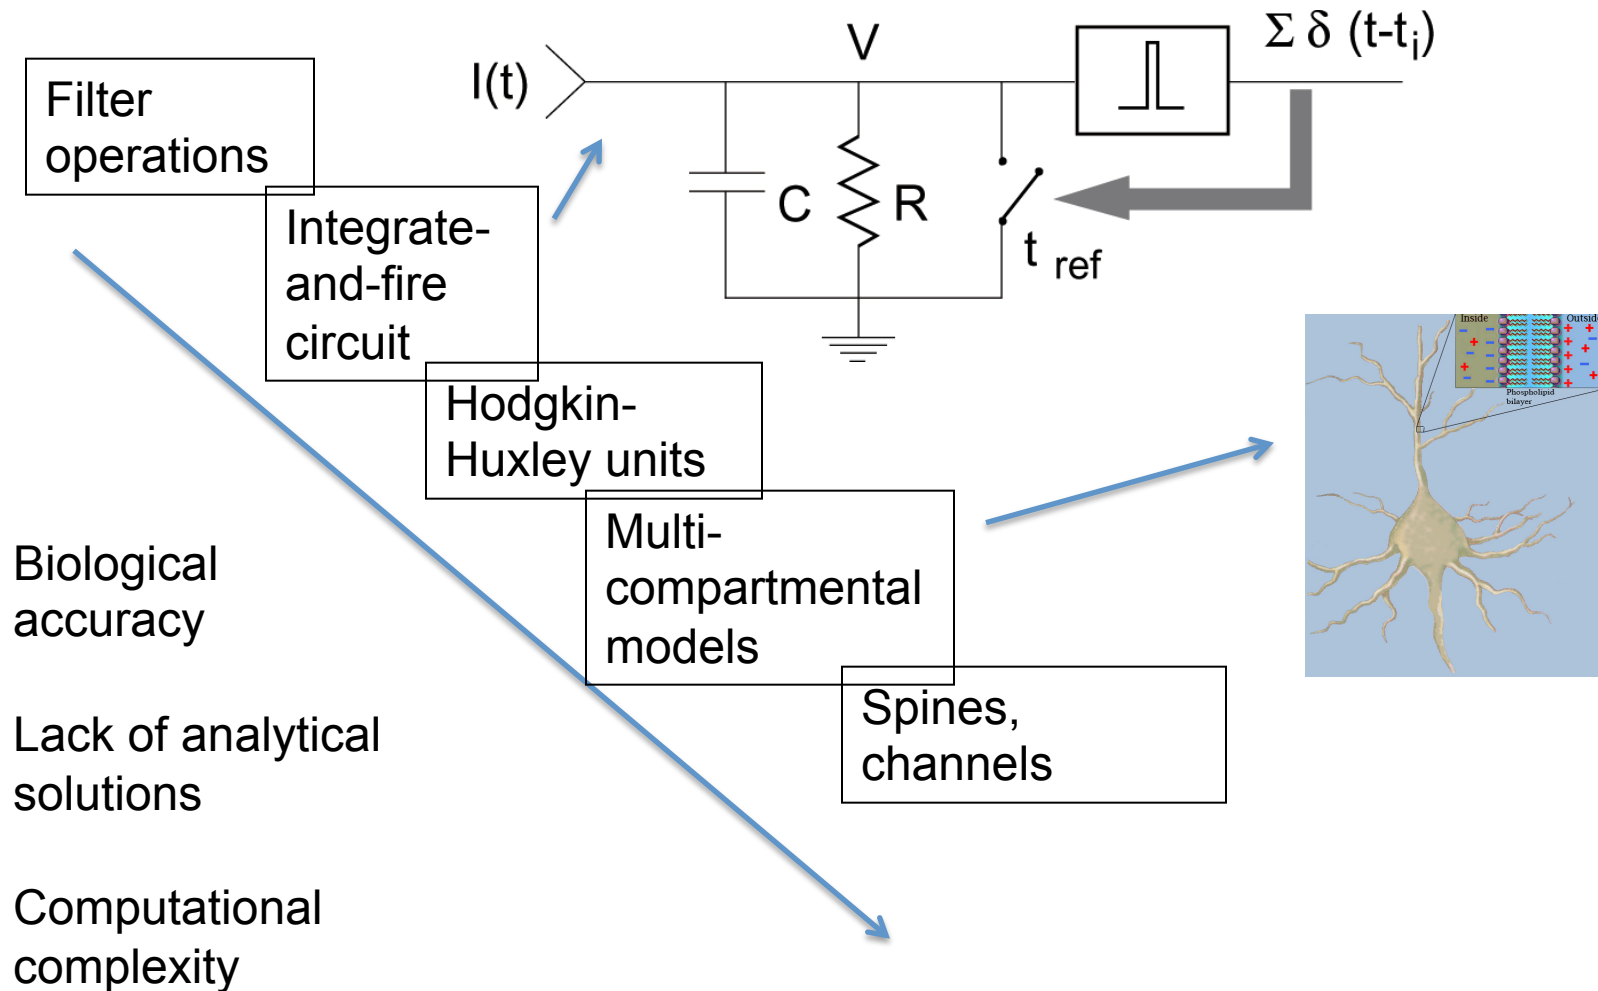 Filter
operations
Integrate-
and-fire
circuit
Hodgkin-
Huxley units
Multi-
compartmental
models
Spines,
channels
I(t)
V
Σ δ (t-ti)
C
R
t ref
Inside
Outside
Phospholipid
bilayer
Biological
accuracy
Lack of analytical
solutions
Computational
complexity